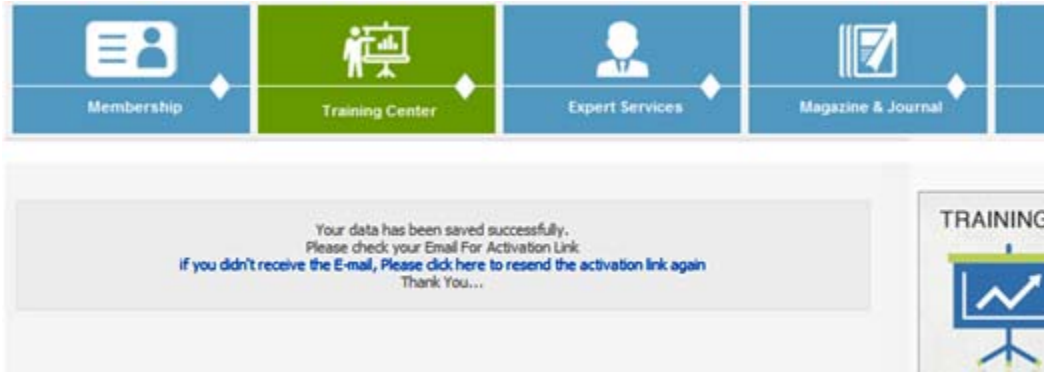 Membership
Training Center
Expert Services
Magazine & Journal
Your data has been saved successfully.
Please check your Email For Activation Link
if you didn't receive the E-mail, Please click here to resend the activation link again
Thank You...
TRAINING